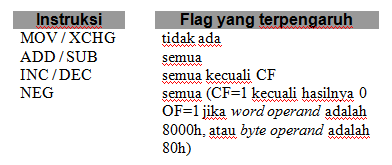 Instruksi Flag yang terpengaruh
MOV / XCHG tidak ada
ADD / SUB semua
INC / DEC semua kecuali CF
NEG semua (CF=1 kecuali hasilnya 0
OF=1 jika word operand adalah
8000h, atau byte operand adalah
80h)